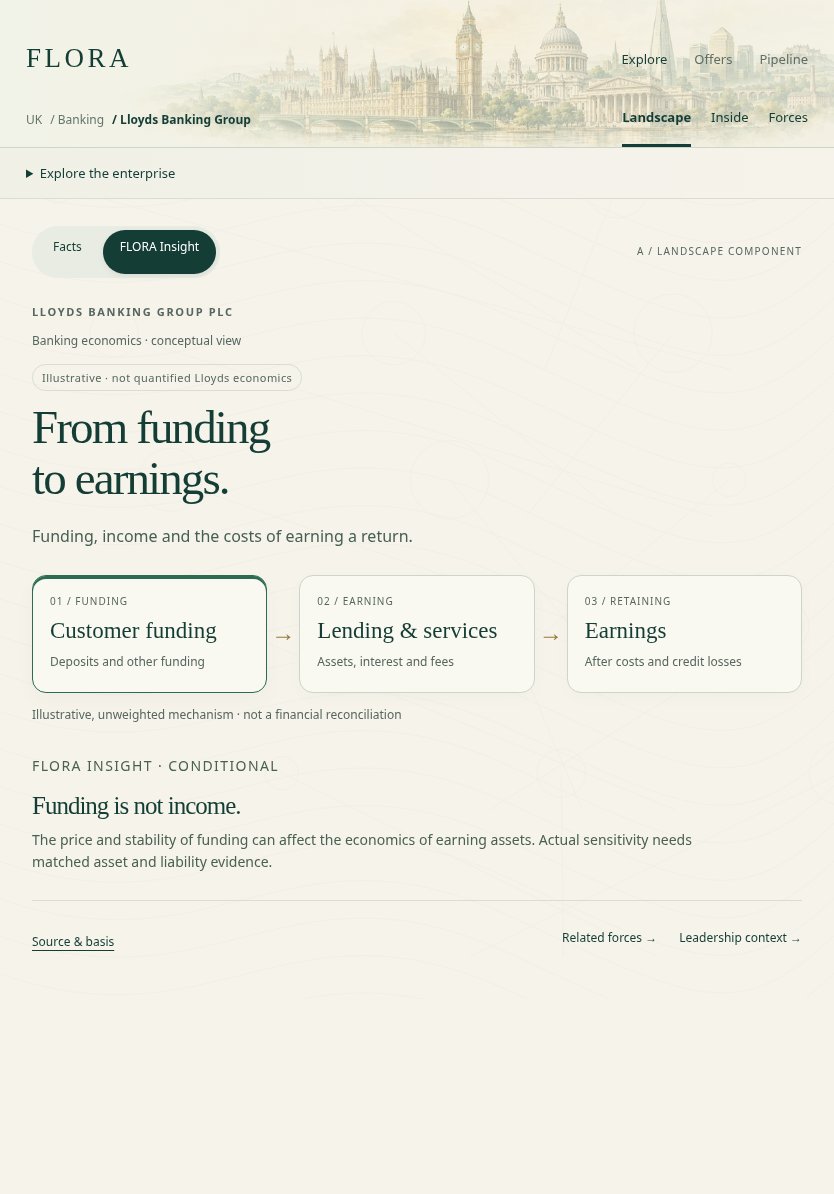 FLORA
Explore Offers Pipeline
UK / Banking / Lloyds Banking Group
Landscape Inside Forces
▶ Explore the enterprise
Facts FLORA Insight
A / LANDSCAPE COMPONENT
LLOYDS BANKING GROUP PLC
Banking economics · conceptual view
Illustrative · not quantified Lloyds economics
From funding
to earnings.
Funding, income and the costs of earning a return.
01 / FUNDING
Customer funding
Deposits and other funding
→
02 / EARNING
Lending & services
Assets, interest and fees
→
03 / RETAINING
Earnings
After costs and credit losses
Illustrative, unweighted mechanism · not a financial reconciliation
FLORA INSIGHT · CONDITIONAL
Funding is not income.
The price and stability of funding can affect the economics of earning assets. Actual sensitivity needs
matched asset and liability evidence.
Source & basis
Related forces → Leadership context →